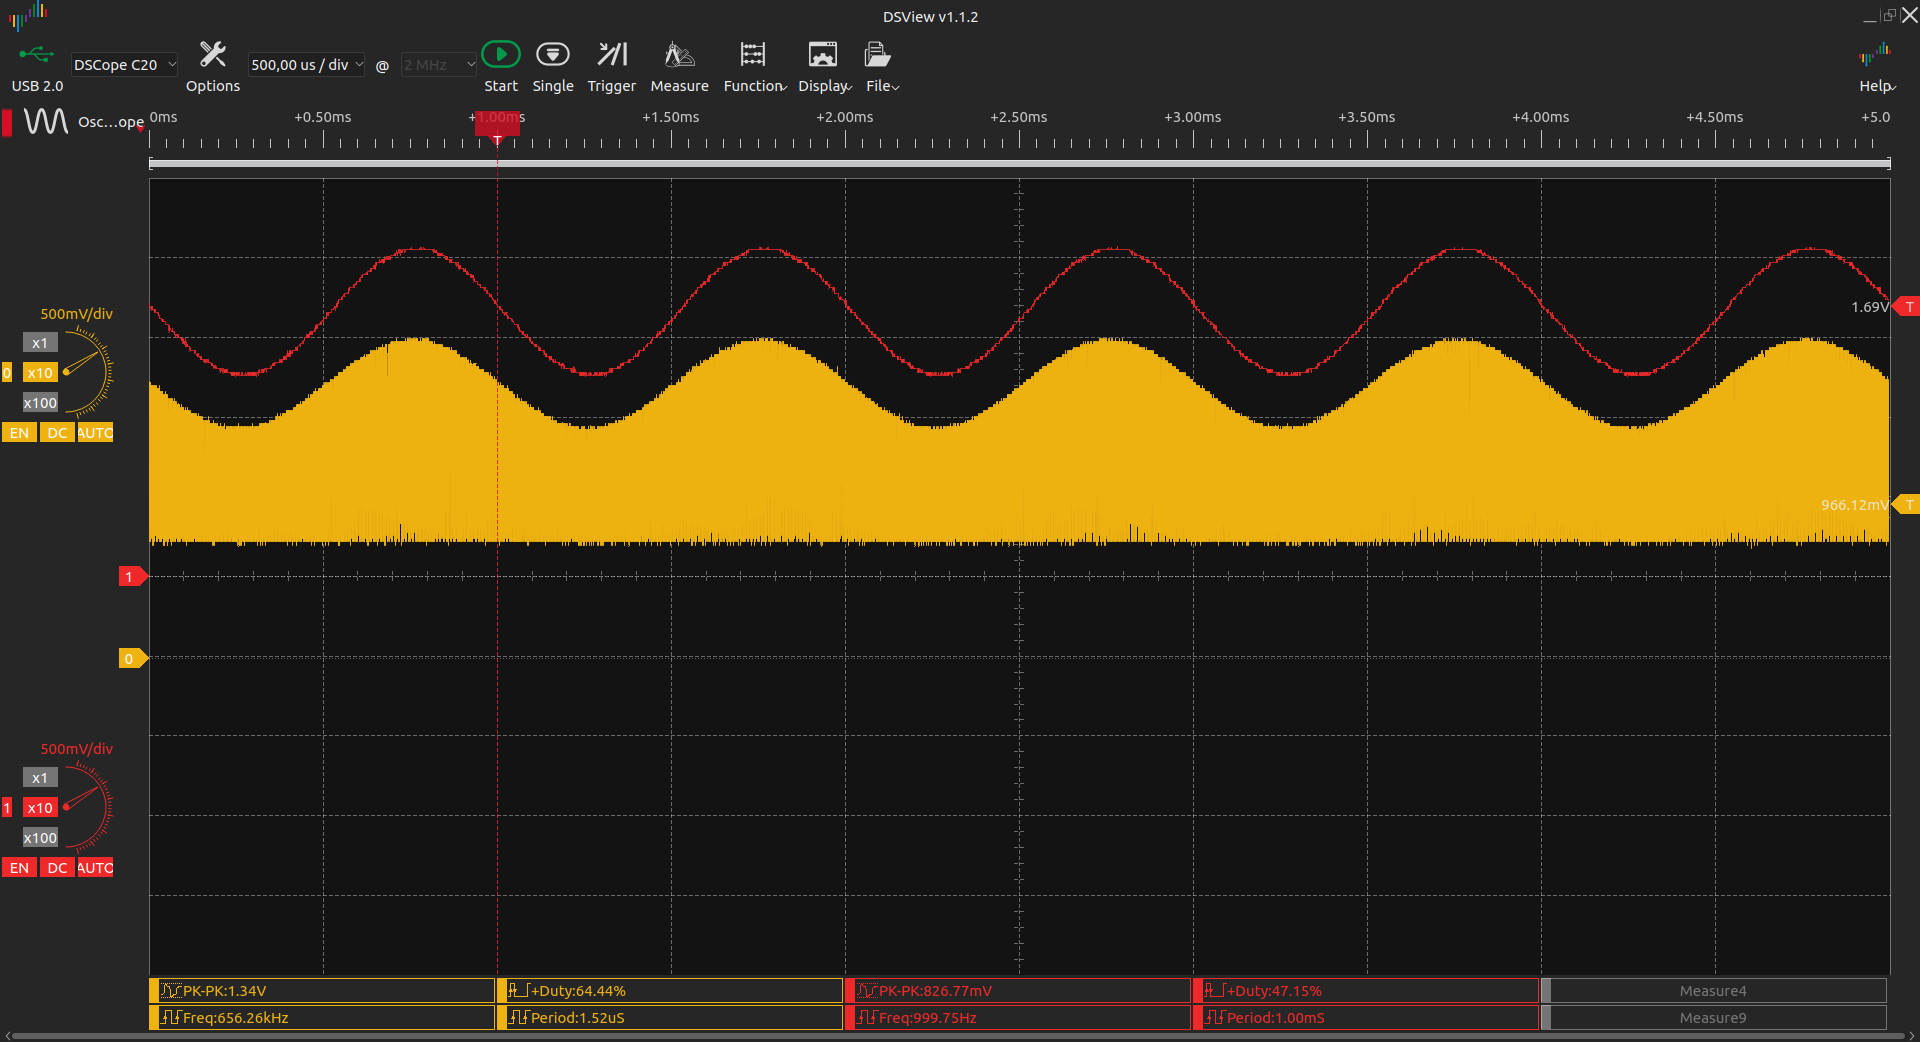 DSView v1.1.2
USB 2.0
DSCope C20
Options
500,00 us / div
@
2 MHz
Start
Single
Trigger
Measure
Function
Display
File
Help
Osc...ope
0ms
+0.50ms
+1.00ms
+1.50ms
+2.00ms
+2.50ms
+3.00ms
+3.50ms
+4.00ms
+4.50ms
+5.0
T
1.69V
T
500mV/div
x1
0
x10
x100
EN
DC
AUTO
966.12mV
T
1
0
500mV/div
x1
1
x10
x100
EN
DC
AUTO
PK-PK:1.34V
+Duty:64.44%
PK-PK:826.77mV
+Duty:47.15%
Measure4
Freq:656.26kHz
Period:1.52uS
Freq:999.75Hz
Period:1.00mS
Measure9